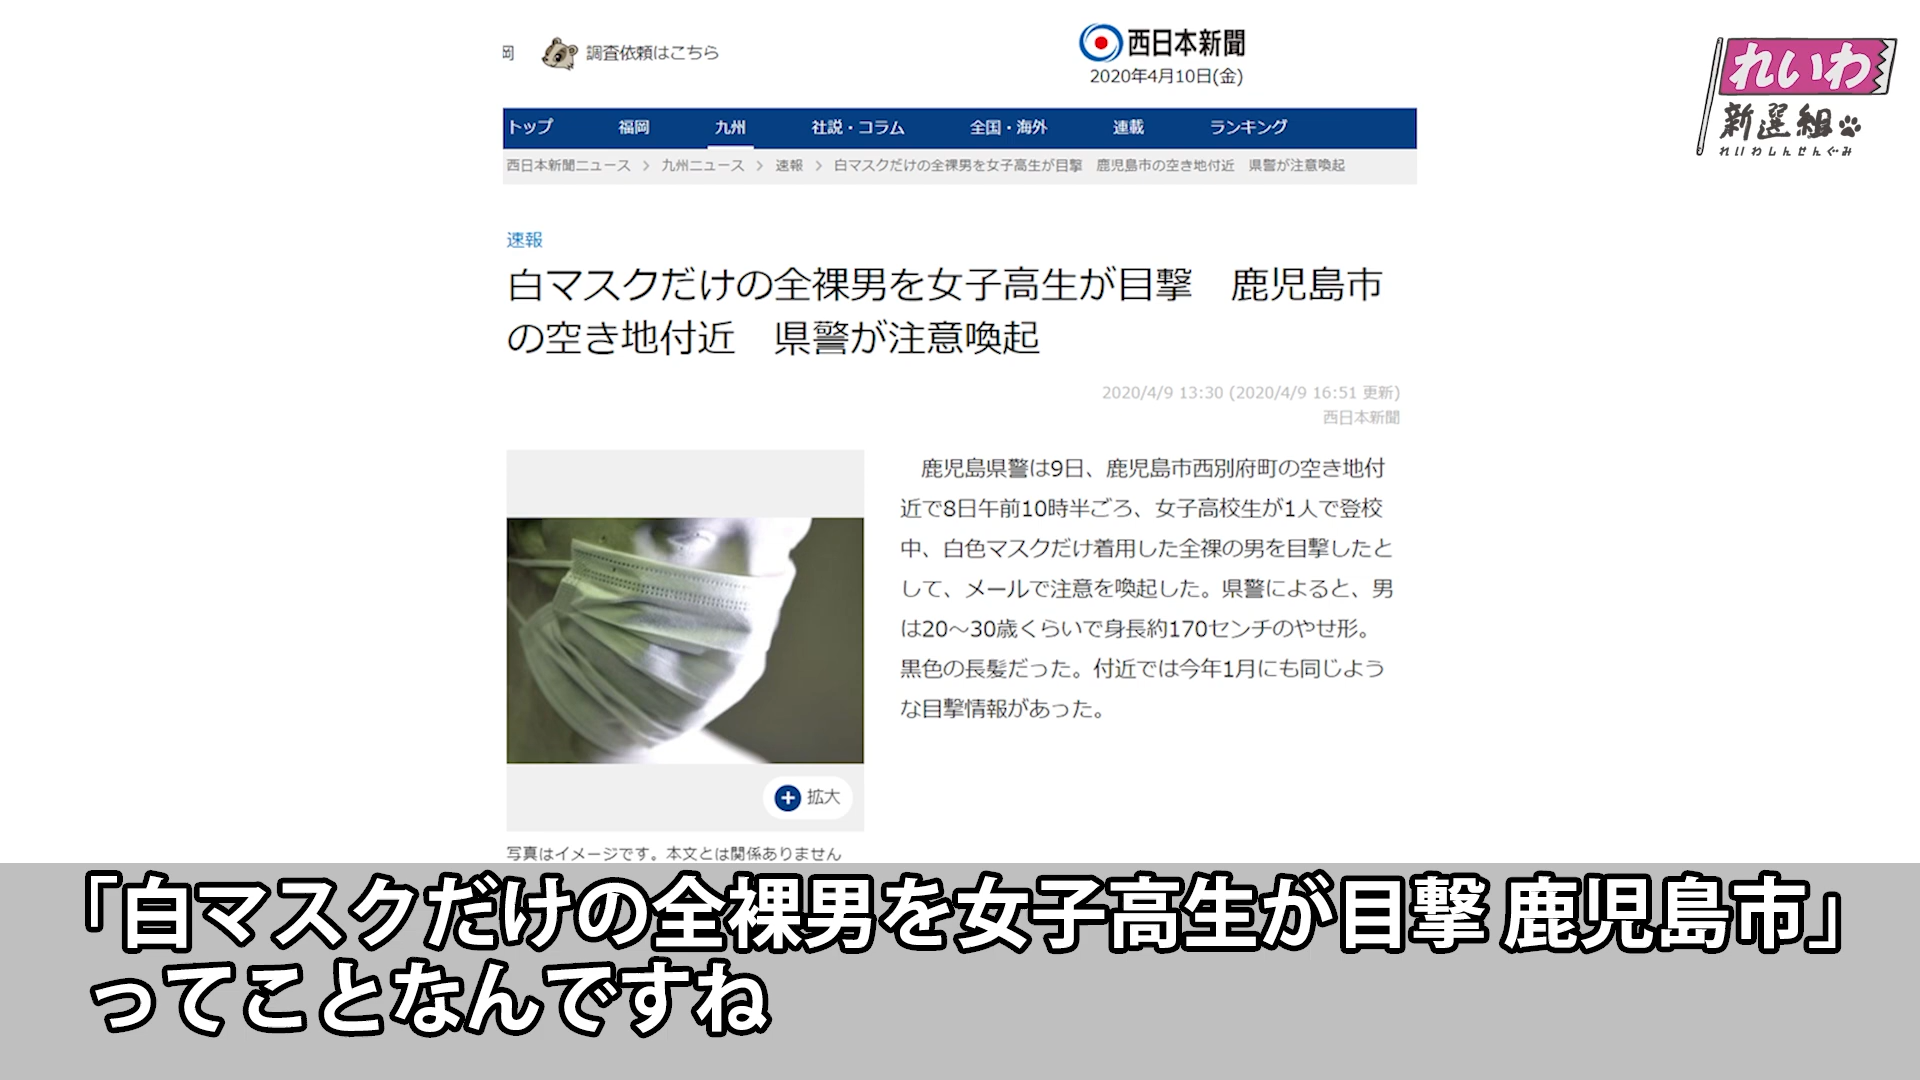 岡
調査依頼はこちら
西日本新聞
2020年4月10日(金)
れいわ
新選組
れいわしんせんぐみ
トップ 福岡 九州 社説・コラム 全国・海外 連載 ランキング
西日本新聞ニュース > 九州ニュース > 速報 > 白マスクだけの全裸男を女子高生が目撃　鹿児島市の空き地付近　県警が注意喚起
速報
白マスクだけの全裸男を女子高生が目撃　鹿児島市
の空き地付近　県警が注意喚起
2020/4/9 13:30 (2020/4/9 16:51 更新)
西日本新聞
鹿児島県警は9日、鹿児島市西別府町の空き地付
近で8日午前10時半ごろ、女子高校生が1人で登校
中、白色マスクだけ着用した全裸の男を目撃したと
して、メールで注意を喚起した。県警によると、男
は20～30歳くらいで身長約170センチのやせ形。
黒色の長髪だった。付近では今年1月にも同じよう
な目撃情報があった。
拡大
写真はイメージです。本文とは関係ありません
「白マスクだけの全裸男を女子高生が目撃 鹿児島市」
ってことなんですね